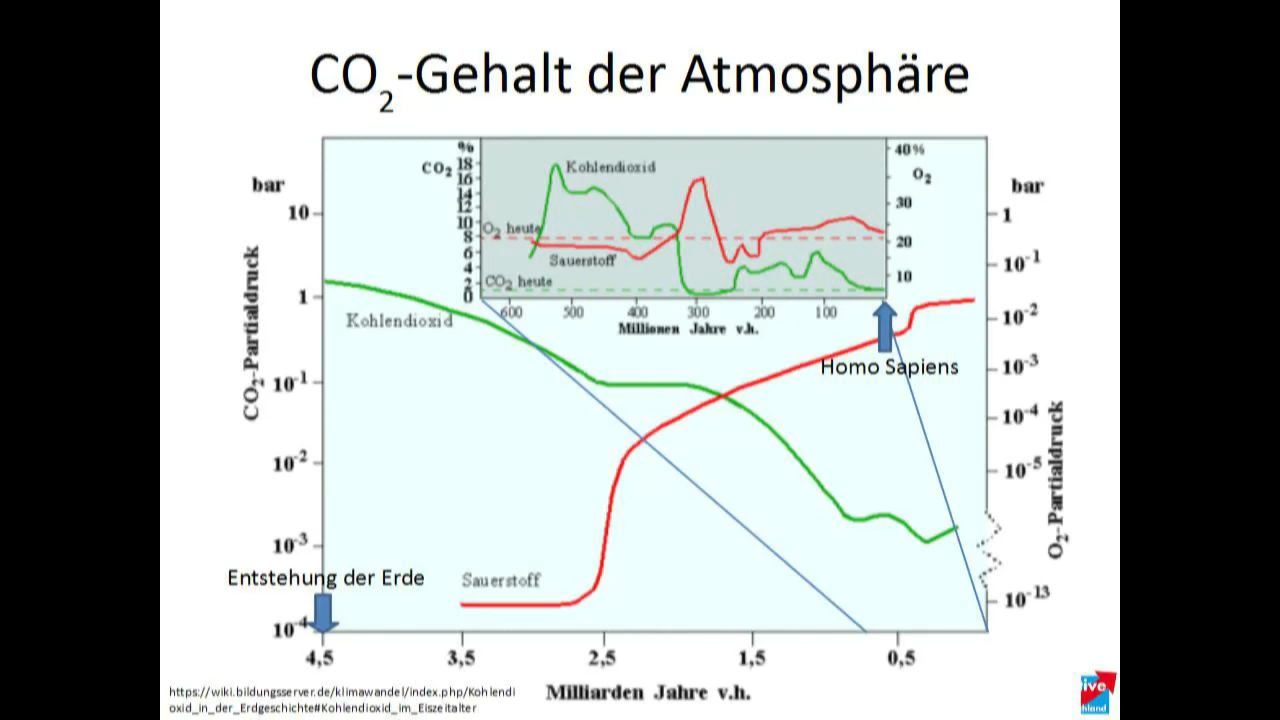 CO2-Gehalt der Atmosphäre
%
CO2
18
16
14
12
10
8
6
4
2
0
Kohlendioxid
O2 heute
Sauerstoff
CO2 heute
40%
O2
30
20
10
600 500 400 300 200 100
Millionen Jahre v.h.
bar
10
1
10-1
10-2
10-3
10-4
CO2-Partialdruck
Kohlendioxid
Homo Sapiens
bar
1
10-1
10-2
10-3
10-4
10-5
10-13
O2-Partialdruck
Entstehung der Erde
Sauerstoff
4,5 3,5 2,5 1,5 0,5
Milliarden Jahre v.h.
https://wiki.bildungsserver.de/klimawandel/index.php/Kohlendi
oxid_in_der_Erdgeschichte#Kohlendioxid_im_Eiszeitalter
ive
hland